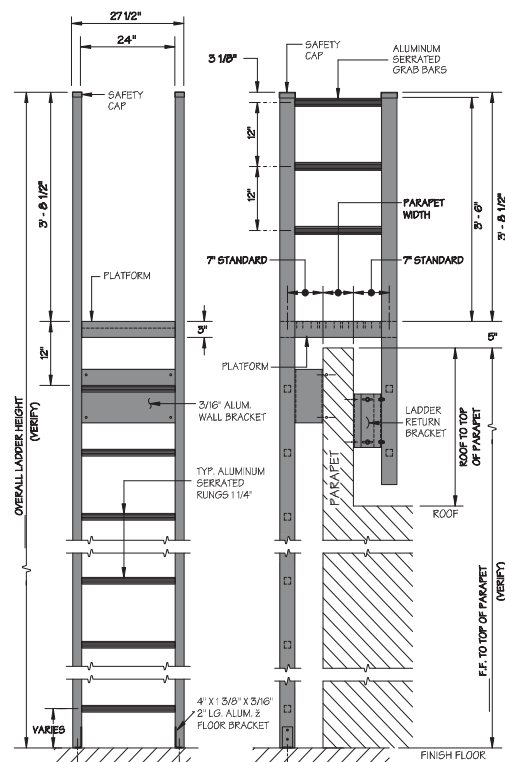 27 1/2"
24"
SAFETY
CAP
3'- 8 1/2"
PLATFORM
3"
12"
3/16" ALUM.
WALL BRACKET
OVERALL LADDER HEIGHT
(VERIFY)
TYP. ALUMINUM
SERRATED
RUNGS 1 1/4"
VARIES
4" X 1 3/8" X 3/16"
2" LG. ALUM. Ž
FLOOR BRACKET
SAFETY
CAP
ALUMINUM
SERRATED
GRAB BARS
3 1/8"
12"
12"
PARAPET
WIDTH
7" STANDARD
7" STANDARD
3'- 6"
3'- 8 1/2"
5"
PLATFORM
LADDER
RETURN
BRACKET
PARAPET
ROOF TO TOP
OF PARAPET
ROOF
F.F. TO TOP OF PARAPET
(VERIFY)
FINISH FLOOR